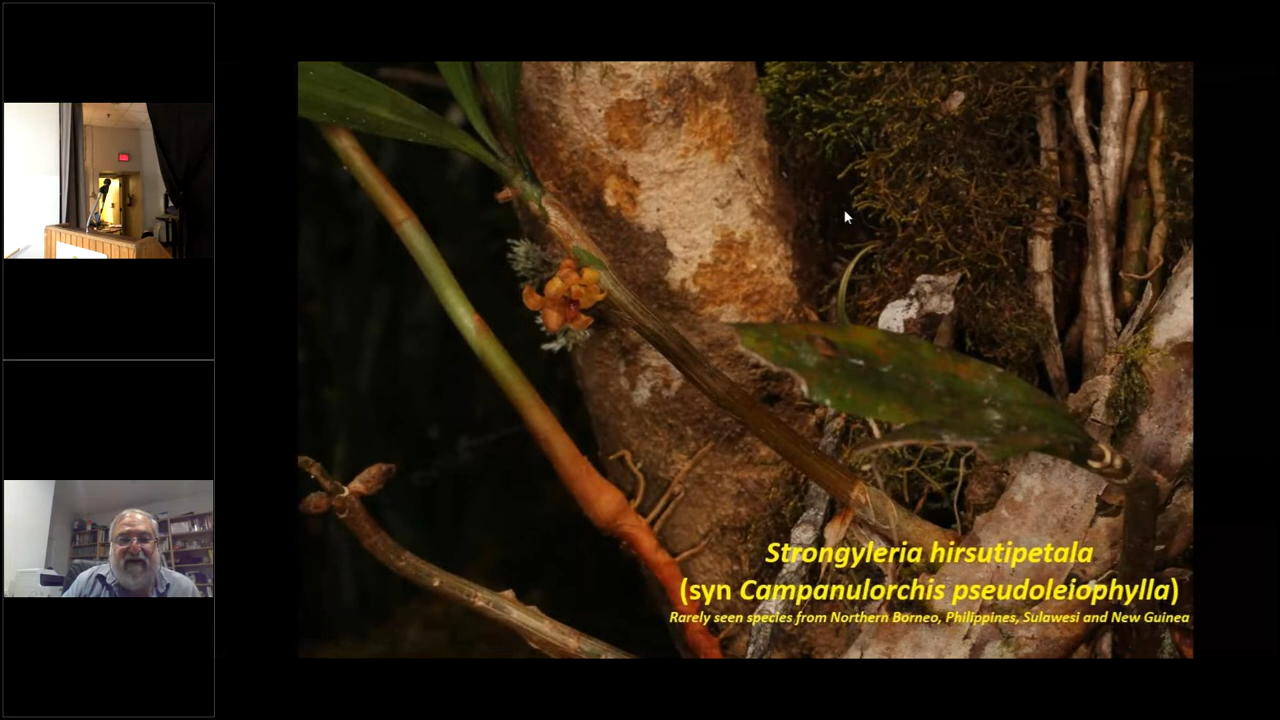 Strongyleria hirsutipetala
(syn Campanulorchis pseudoleiophylla)
Rarely seen species from Northern Borneo, Philippines, Sulawesi and New Guinea